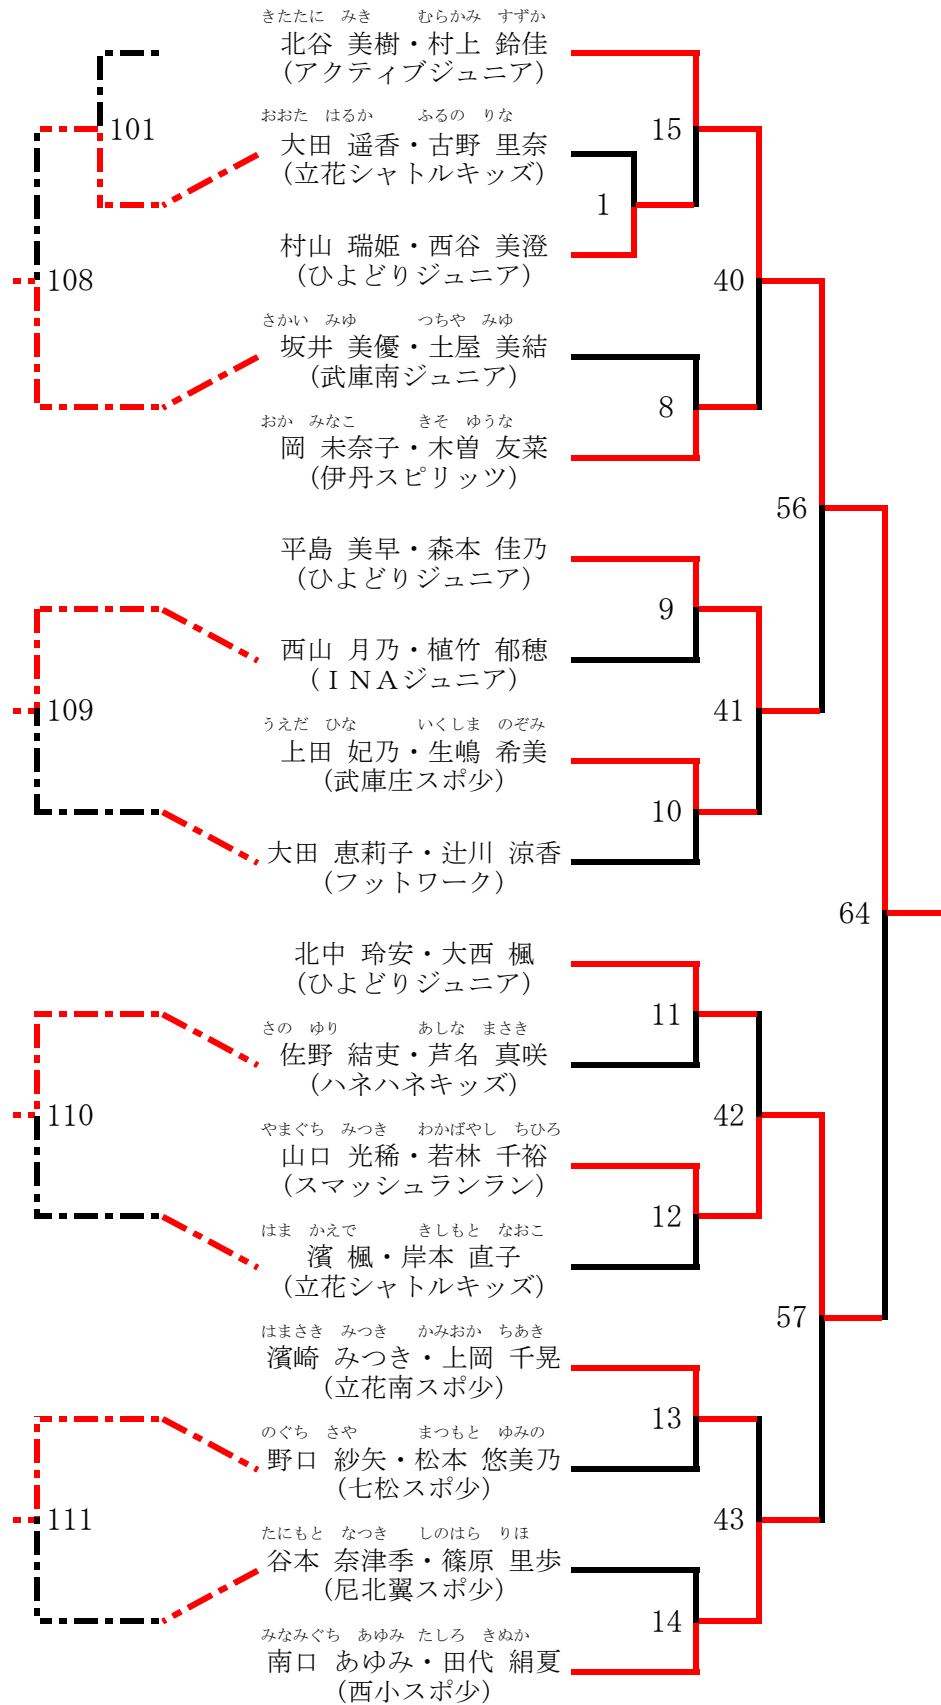 きたたに みき むらかみ すずか
北谷 美樹・村上 鈴佳
(アクティブジュニア)
101
15
おおた はるか ふるの りな
大田 遥香・古野 里奈
(立花シャトルキッズ)
1
村山 瑞姫・西谷 美澄
(ひよどりジュニア)
108
40
さかい みゆ つちや みゆ
坂井 美優・土屋 美結
(武庫南ジュニア)
8
おか みなこ きそ ゆうな
岡 未奈子・木曽 友菜
(伊丹スピリッツ)
56
平島 美早・森本 佳乃
(ひよどりジュニア)
9
西山 月乃・植竹 郁穂
(INAジュニア)
109
41
うえだ ひな いくしま のぞみ
上田 妃乃・生嶋 希美
(武庫庄スポ少)
10
大田 恵莉子・辻川 涼香
(フットワーク)
64
北中 玲安・大西 楓
(ひよどりジュニア)
11
さの ゆり あしな まさき
佐野 結吏・芦名 真咲
(ハネハネキッズ)
110
42
やまぐち みつき わかばやし ちひろ
山口 光稀・若林 千裕
(スマッシュランラン)
12
はま かえで きしもと なおこ
濱 楓・岸本 直子
(立花シャトルキッズ)
57
はまさき みつき かみおか ちあき
濱崎 みつき・上岡 千晃
(立花南スポ少)
13
のぐち さや まつもと ゆみの
野口 紗矢・松本 悠美乃
(七松スポ少)
111
43
たにもと なつき しのはら りほ
谷本 奈津季・篠原 里歩
(尼北翼スポ少)
14
みなみぐち あゆみ たしろ きぬか
南口 あゆみ・田代 絹夏
(西小スポ少)